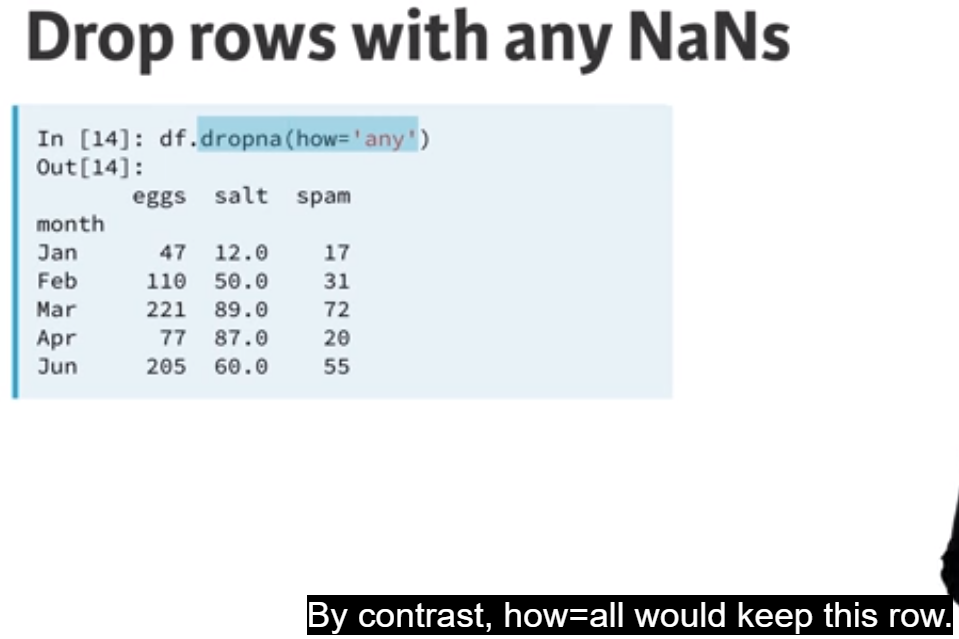 Drop rows with any NaNs
In [14]: df.dropna(how='any')
Out[14]:
       eggs  salt  spam
month
Jan      47  12.0    17
Feb     110  50.0    31
Mar     221  89.0    72
Apr      77  87.0    20
Jun     205  60.0    55
By contrast, how=all would keep this row.